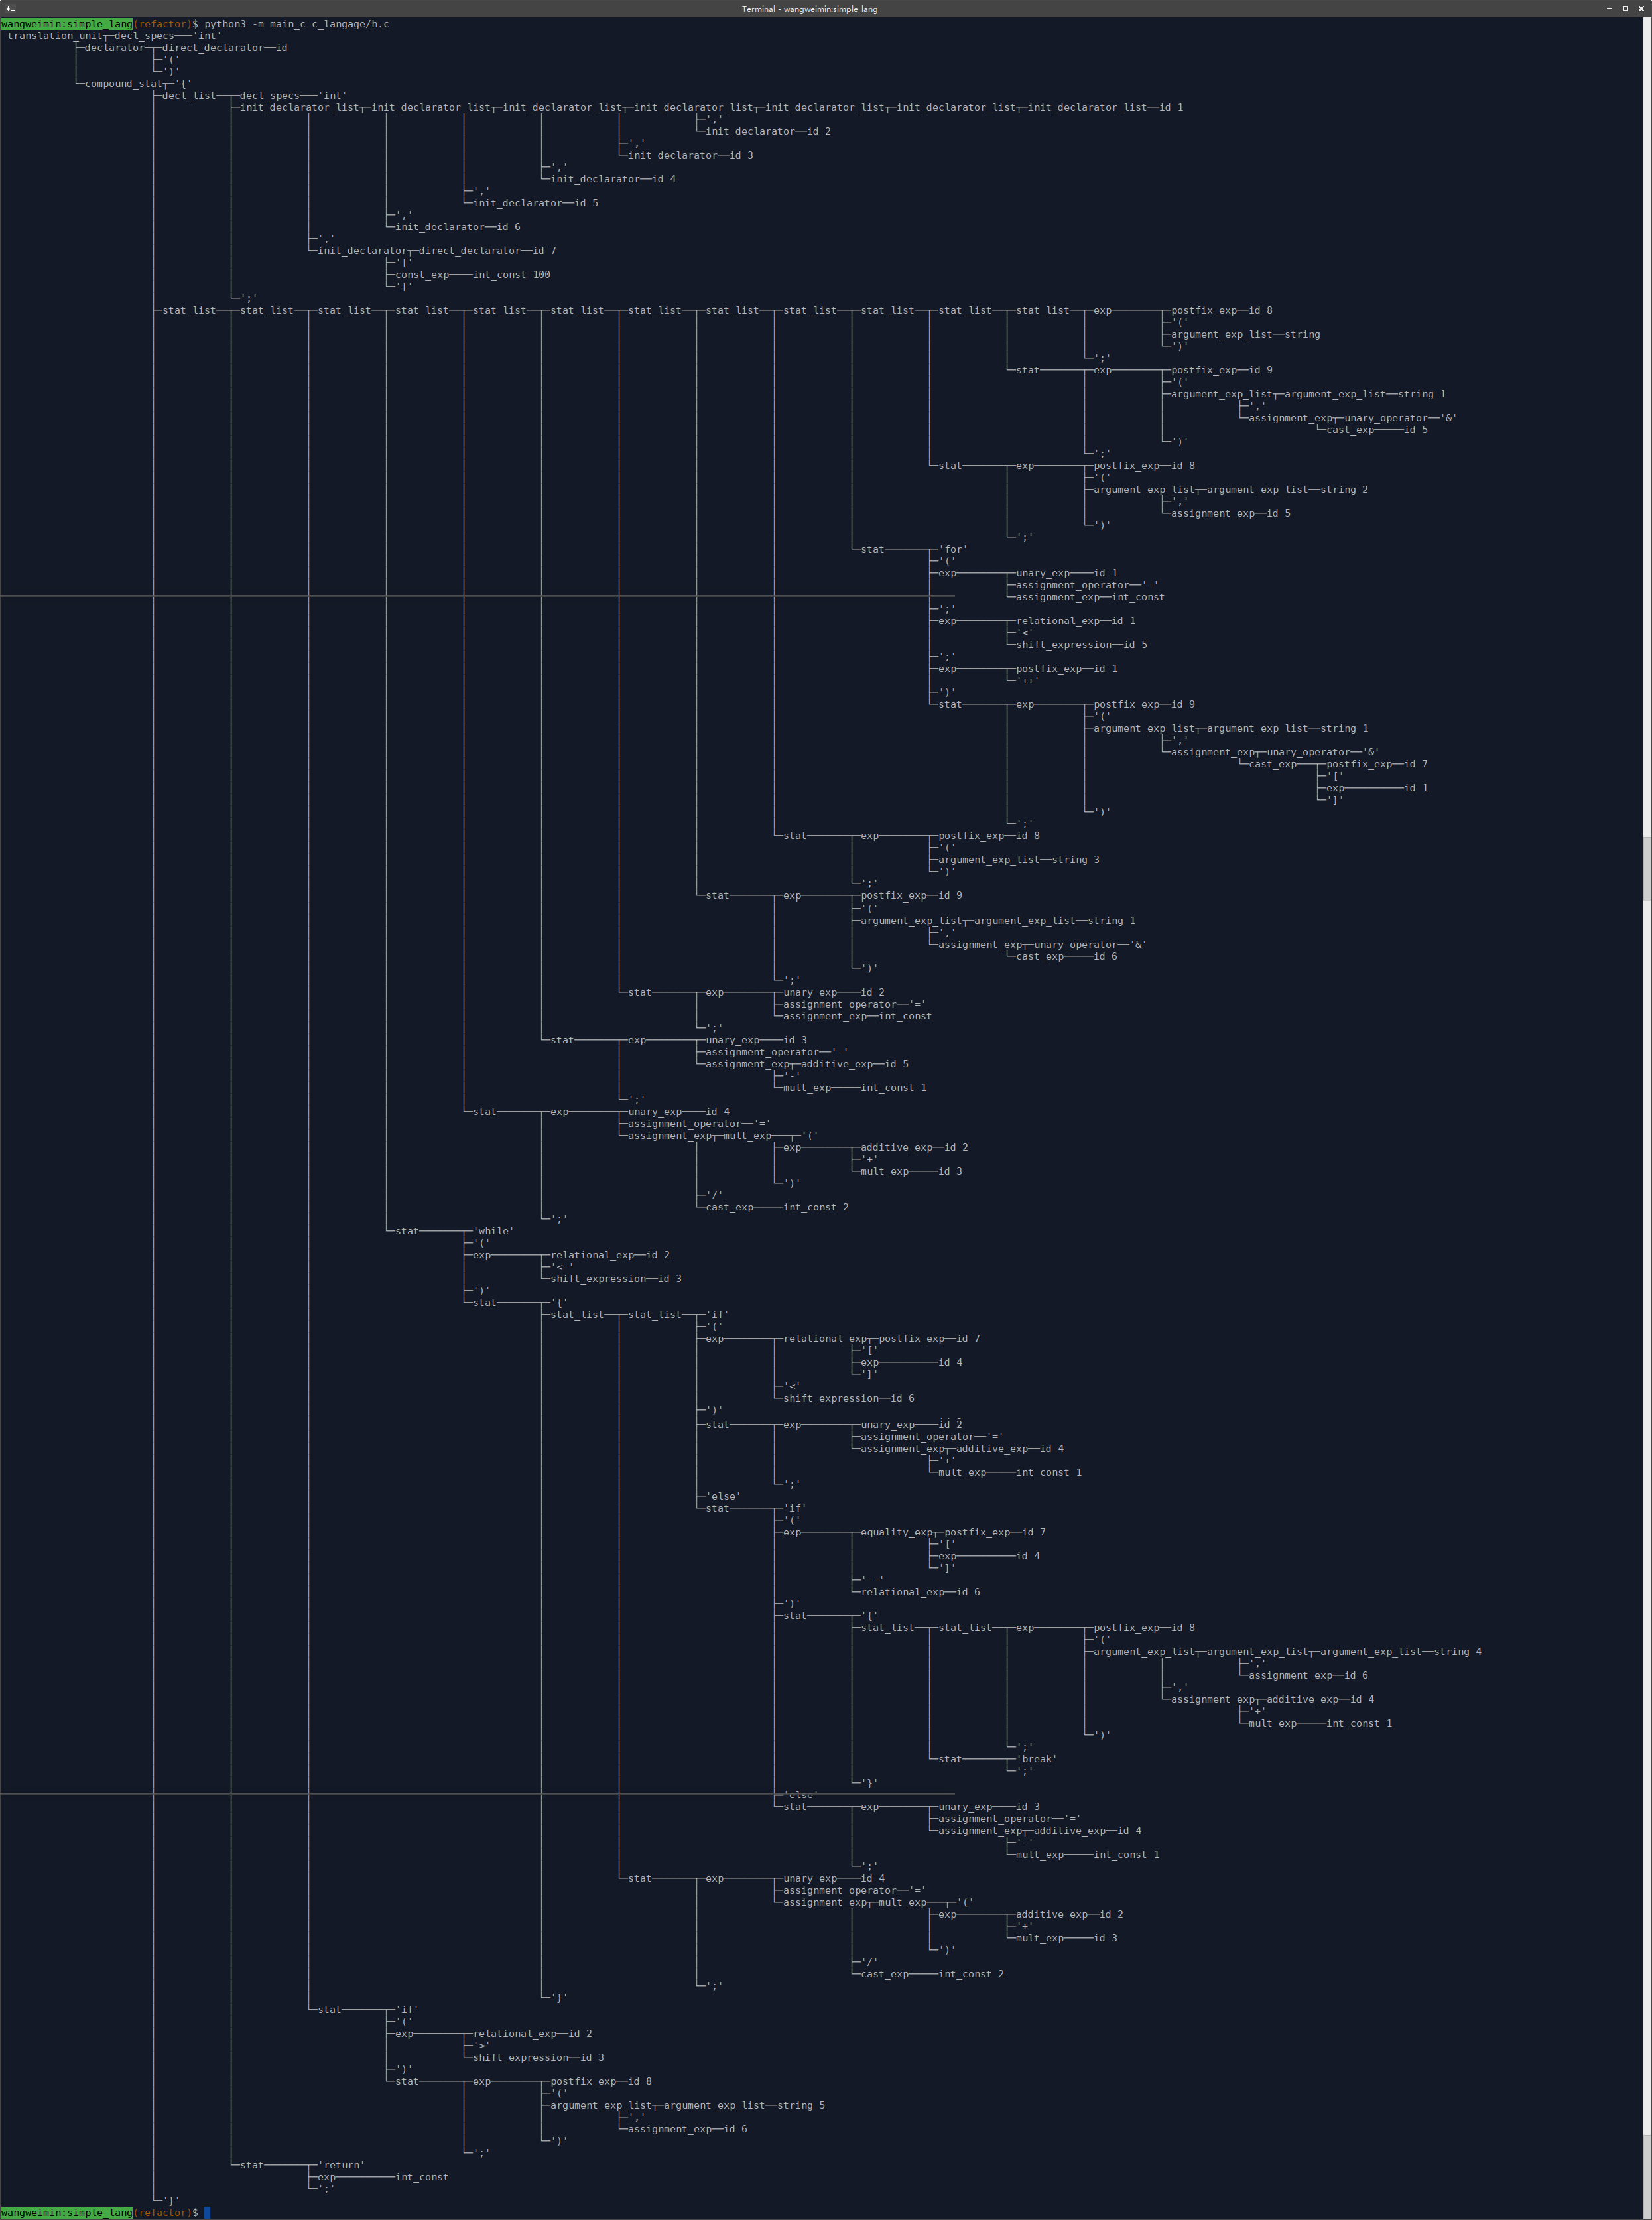 Terminal - wangweimin:simple_lang
wangweimin:simple_lang(refactor)$ python3 -m main_c c_langage/h.c
translation_unit decl_specs 'int'
declarator direct_declarator id
'('
')'
compound_stat '{'
decl_list decl_specs 'int'
init_declarator_list init_declarator_list init_declarator_list init_declarator_list init_declarator_list init_declarator_list init_declarator_list id 1
','
init_declarator id 2
','
init_declarator id 3
','
init_declarator id 4
','
init_declarator id 5
','
init_declarator id 6
','
init_declarator direct_declarator id 7
'['
const_exp int_const 100
']'
';'
stat_list stat_list stat_list stat_list stat_list stat_list stat_list stat_list stat_list stat_list stat_list stat_list exp postfix_exp id 8
'('
argument_exp_list string
')'
';'
stat exp postfix_exp id 9
'('
argument_exp_list argument_exp_list string 1
','
assignment_exp unary_operator '&'
cast_exp id 5
')'
';'
stat exp postfix_exp id 8
'('
argument_exp_list argument_exp_list string 2
','
assignment_exp id 5
')'
';'
stat 'for'
'('
exp unary_exp id 1
assignment_operator '='
assignment_exp int_const
';'
exp relational_exp id 1
'<'
shift_expression id 5
';'
exp postfix_exp id 1
'++'
')'
stat exp postfix_exp id 9
'('
argument_exp_list argument_exp_list string 1
','
assignment_exp unary_operator '&'
cast_exp postfix_exp id 7
'['
exp id 1
']'
')'
';'
stat exp postfix_exp id 8
'('
argument_exp_list string 3
')'
';'
stat exp postfix_exp id 9
'('
argument_exp_list argument_exp_list string 1
','
assignment_exp unary_operator '&'
cast_exp id 6
')'
';'
stat exp unary_exp id 2
assignment_operator '='
assignment_exp int_const
';'
stat exp unary_exp id 3
assignment_operator '='
assignment_exp additive_exp id 5
'-'
mult_exp int_const 1
';'
stat exp unary_exp id 4
assignment_operator '='
assignment_exp mult_exp '('
exp additive_exp id 2
'+'
mult_exp id 3
')'
'/'
cast_exp int_const 2
';'
stat 'while'
'('
exp relational_exp id 2
'<='
shift_expression id 3
')'
stat '{'
stat_list stat_list 'if'
'('
exp relational_exp postfix_exp id 7
'['
exp id 4
']'
'<'
shift_expression id 6
')'
stat exp unary_exp id 2
assignment_operator '='
assignment_exp additive_exp id 4
'+'
mult_exp int_const 1
';'
'else'
stat 'if'
'('
exp equality_exp postfix_exp id 7
'['
exp id 4
']'
'=='
relational_exp id 6
')'
stat '{'
stat_list stat_list exp postfix_exp id 8
'('
argument_exp_list argument_exp_list argument_exp_list string 4
','
assignment_exp id 6
','
assignment_exp additive_exp id 4
'+'
mult_exp int_const 1
')'
';'
stat 'break'
';'
'}'
'else'
stat exp unary_exp id 3
assignment_operator '='
assignment_exp additive_exp id 4
'-'
mult_exp int_const 1
';'
stat exp unary_exp id 4
assignment_operator '='
assignment_exp mult_exp '('
exp additive_exp id 2
'+'
mult_exp id 3
')'
'/'
cast_exp int_const 2
';'
'}'
stat 'if'
'('
exp relational_exp id 2
'>'
shift_expression id 3
')'
stat exp postfix_exp id 8
'('
argument_exp_list argument_exp_list string 5
','
assignment_exp id 6
')'
';'
stat 'return'
exp int_const
';'
'}'
wangweimin:simple_lang(refactor)$